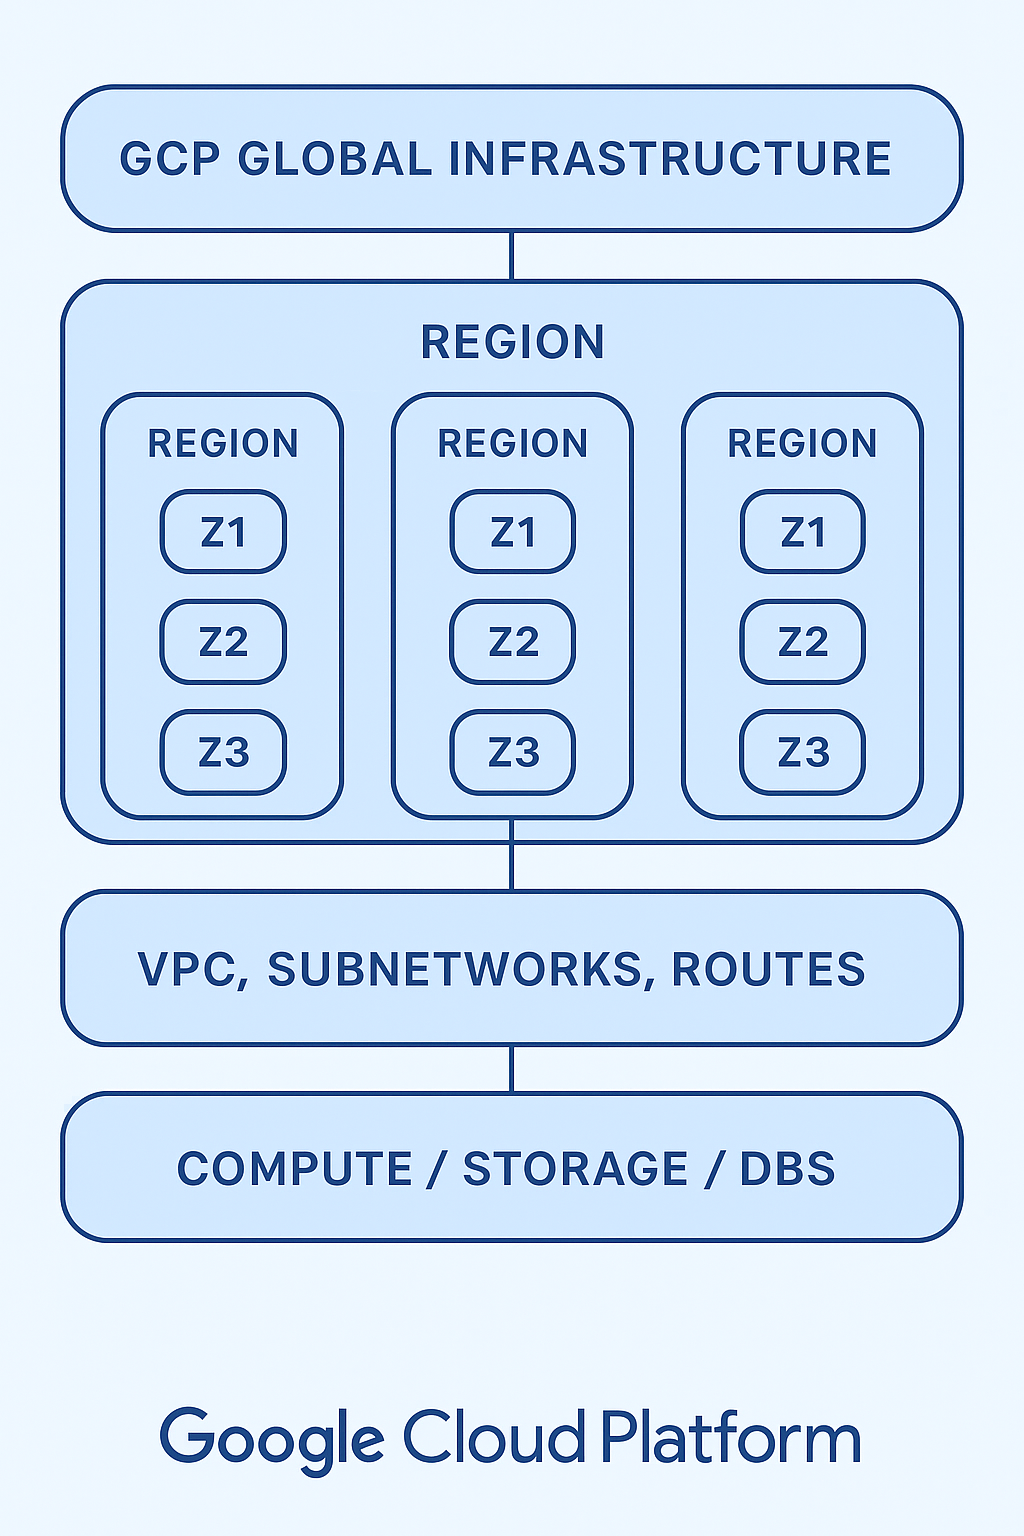 GCP GLOBAL INFRASTRUCTURE
REGION
REGION REGION REGION
Z1 Z1 Z1
Z2 Z2 Z2
Z3 Z3 Z3
VPC, SUBNETWORKS, ROUTES
COMPUTE / STORAGE / DBS
Google Cloud Platform